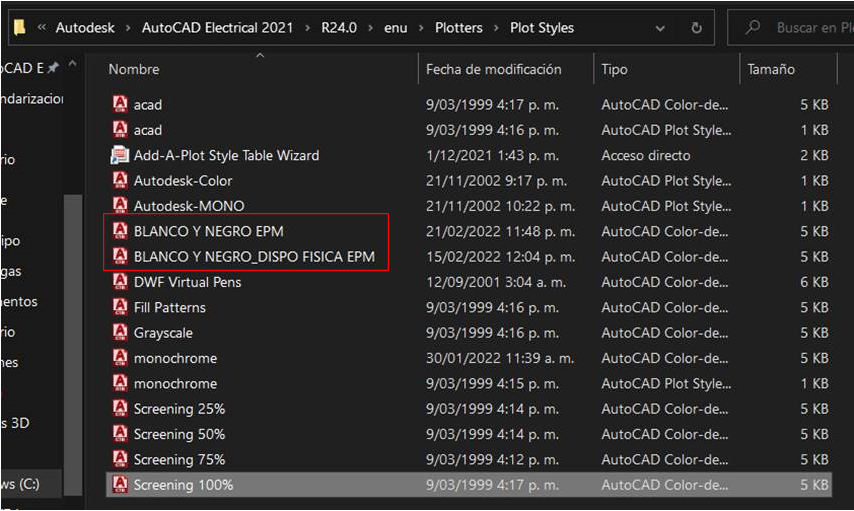 « Autodesk > AutoCAD Electrical 2021 > R24.0 > enu > Plotters > Plot Styles
Buscar en Pl
oCAD E
Nombre Fecha de modificación Tipo Tamaño
ndarizacion
acad 9/03/1999 4:17 p. m. AutoCAD Color-de... 5 KB
acad 9/03/1999 4:16 p. m. AutoCAD Plot Style... 1 KB
rio
Add-A-Plot Style Table Wizard 1/12/2021 1:43 p. m. Acceso directo 2 KB
Autodesk-Color 21/11/2002 9:17 p. m. AutoCAD Color-de... 5 KB
e
Autodesk-MONO 21/11/2002 10:22 p. m. AutoCAD Plot Style... 5 KB
BLANCO Y NEGRO EPM 21/02/2022 11:48 p. m. AutoCAD Color-de... 5 KB
ipo
BLANCO Y NEGRO_DISPO FISICA EPM 15/02/2022 12:04 p. m. AutoCAD Color-de... 5 KB
gas
DWF Virtual Pens 12/09/2001 3:04 a. m. AutoCAD Color-de... 6 KB
mentos
Fill Patterns 9/03/1999 4:16 p. m. AutoCAD Color-de... 5 KB
rio
Grayscale 9/03/1999 4:16 p. m. AutoCAD Color-de... 5 KB
nes
monochrome 30/01/2022 11:39 a. m. AutoCAD Color-de... 5 KB
monochrome 9/03/1999 4:15 p. m. AutoCAD Plot Style... 1 KB
Screening 25% 9/03/1999 4:14 p. m. AutoCAD Color-de... 5 KB
s 3D
Screening 50% 9/03/1999 4:14 p. m. AutoCAD Color-de... 5 KB
Screening 75% 9/03/1999 4:12 p. m. AutoCAD Color-de... 5 KB
ws (C:)
Screening 100% 9/03/1999 4:17 p. m. AutoCAD Color-de... 5 KB